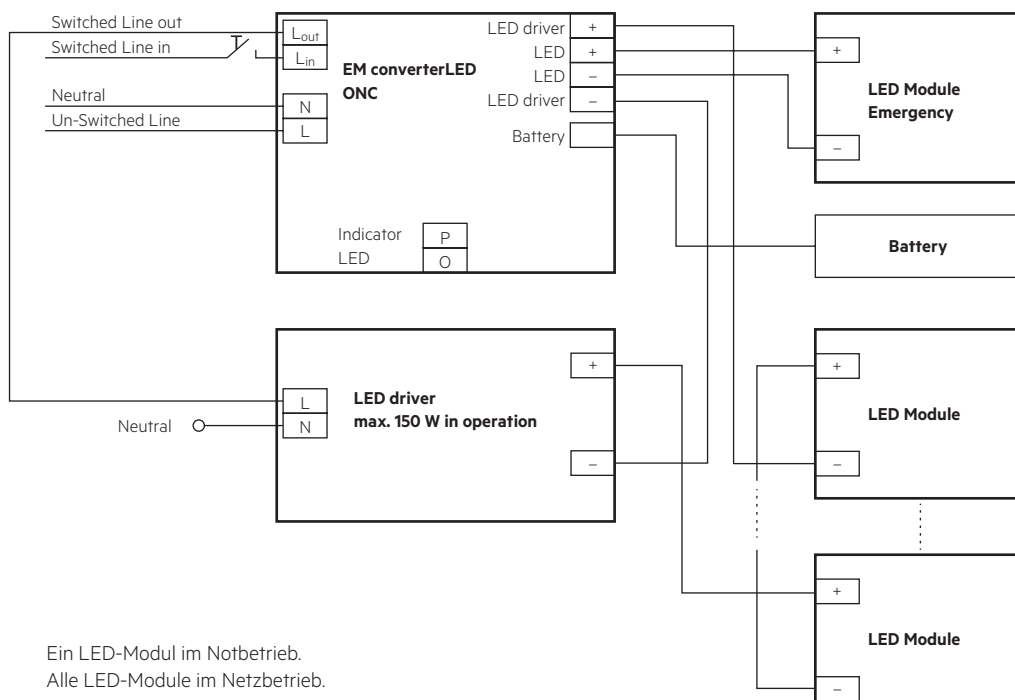 Switched Line out
Switched Line in
Neutral
Un-Switched Line
Lout
Lin
N
L
EM converterLED
ONC
LED driver +
LED +
LED –
LED driver –
Battery
Indicator P
LED O
+
–
LED Module
Emergency
Battery
L
N
Neutral
LED driver
max. 150 W in operation
+
–
+
–
LED Module
+
–
LED Module
Ein LED-Modul im Notbetrieb.
Alle LED-Module im Netzbetrieb.